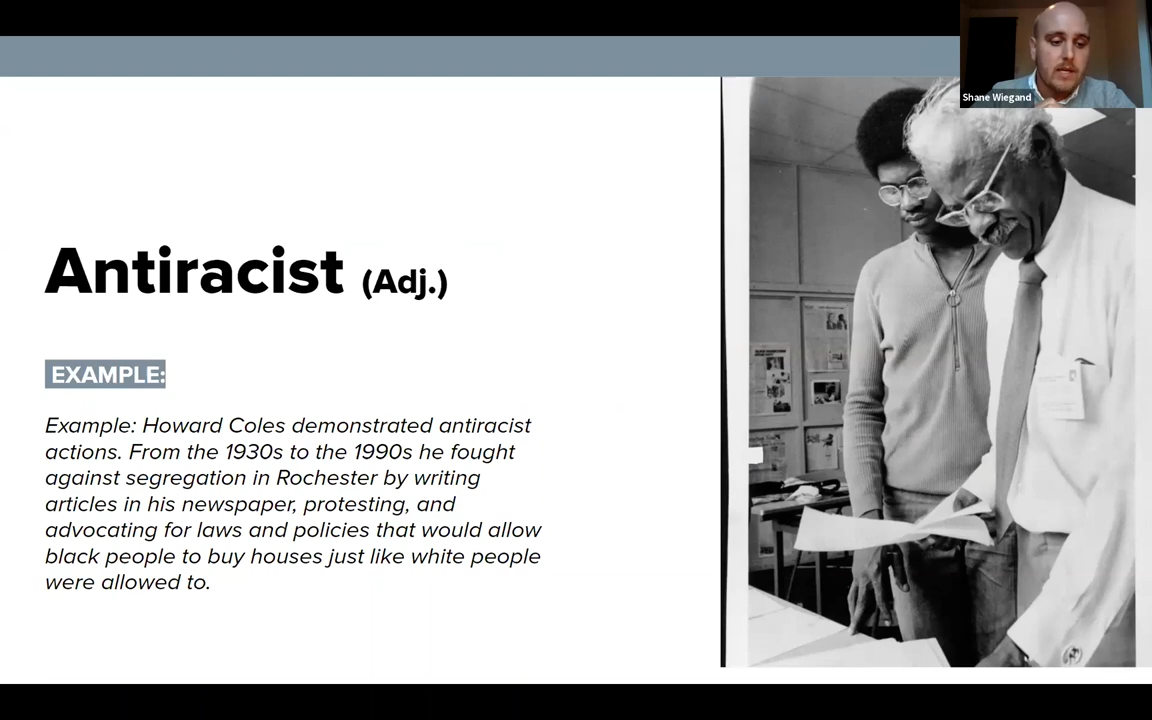 Shane Wiegand
Antiracist (Adj.)
EXAMPLE:
Example: Howard Coles demonstrated antiracist
actions. From the 1930s to the 1990s he fought
against segregation in Rochester by writing
articles in his newspaper, protesting, and
advocating for laws and policies that would allow
black people to buy houses just like white people
were allowed to.